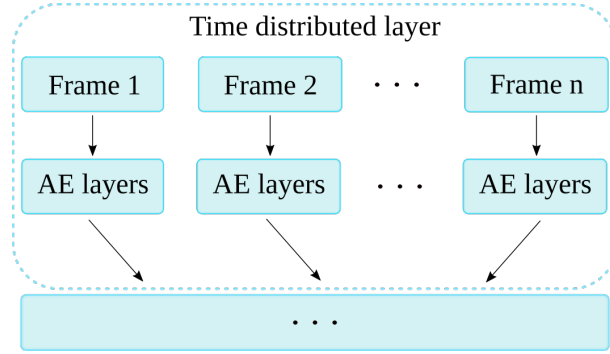 Time distributed layer
Frame 1 Frame 2 . . . Frame n
AE layers AE layers . . . AE layers
. . .